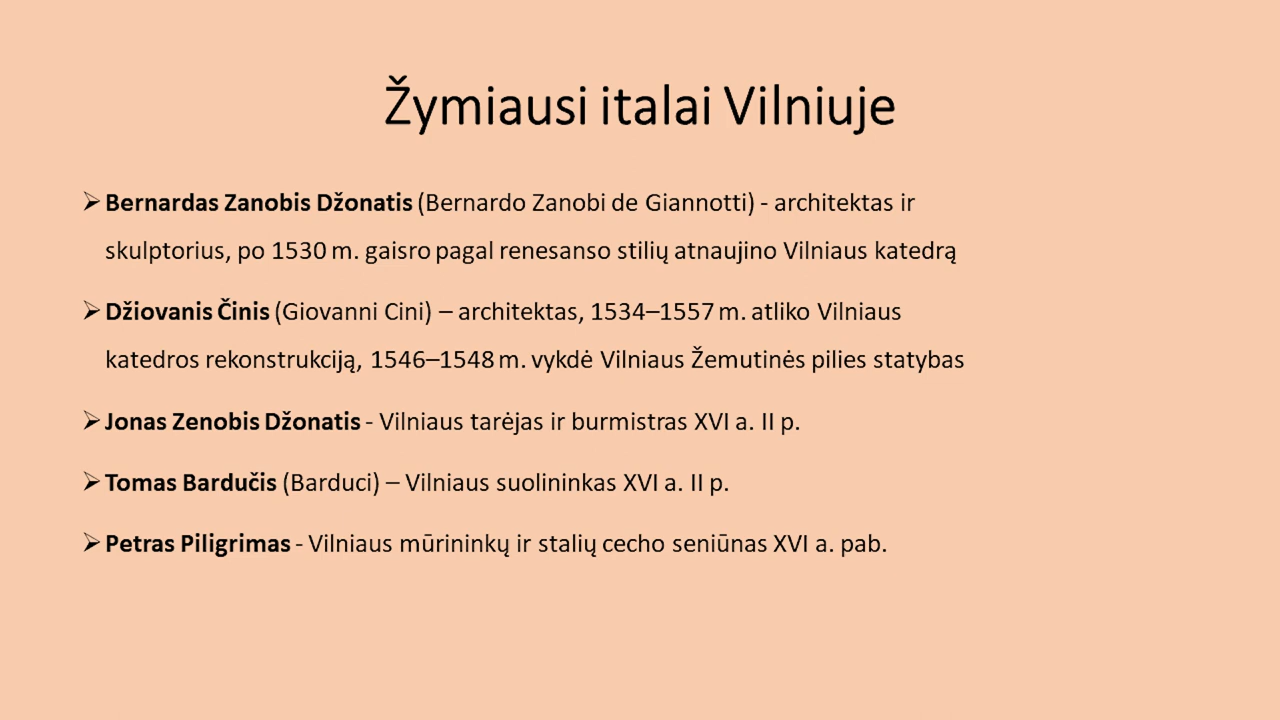 Žymiausi italai Vilniuje
➢ Bernardas Zanobis Džonatis (Bernardo Zanobi de Giannotti) - architektas ir
skulptorius, po 1530 m. gaisro pagal renesanso stilių atnaujino Vilniaus katedrą
➢ Džiovanis Činis (Giovanni Cini) – architektas, 1534–1557 m. atliko Vilniaus
katedros rekonstrukciją, 1546–1548 m. vykdė Vilniaus Žemutinės pilies statybas
➢ Jonas Zenobis Džonatis - Vilniaus tarėjas ir burmistras XVI a. II p.
➢ Tomas Bardučis (Barduci) – Vilniaus suolininkas XVI a. II p.
➢ Petras Piligrimas - Vilniaus mūrininkų ir stalių cecho seniūnas XVI a. pab.